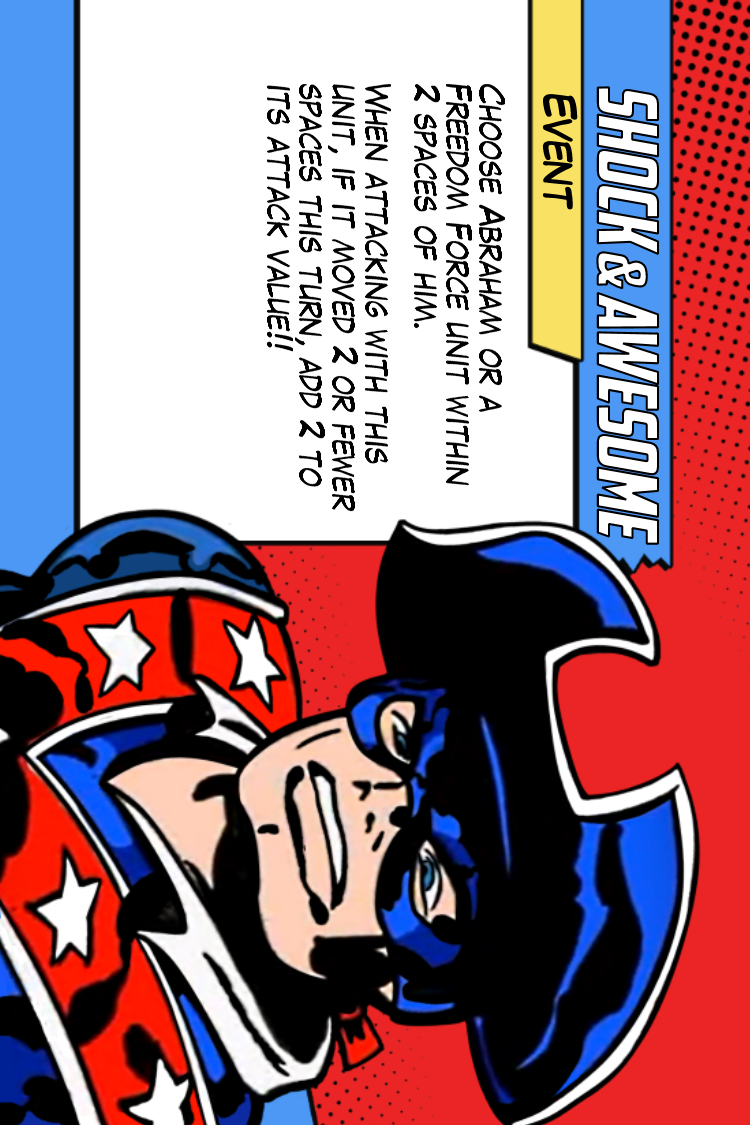 SHOCK & AWESOME
EVENT
CHOOSE ABRAHAM OR A
FREEDOM FORCE UNIT WITHIN
2 SPACES OF HIM.
WHEN ATTACKING WITH THIS
UNIT, IF IT MOVED 2 OR FEWER
SPACES THIS TURN, ADD 2 TO
ITS ATTACK VALUE!!